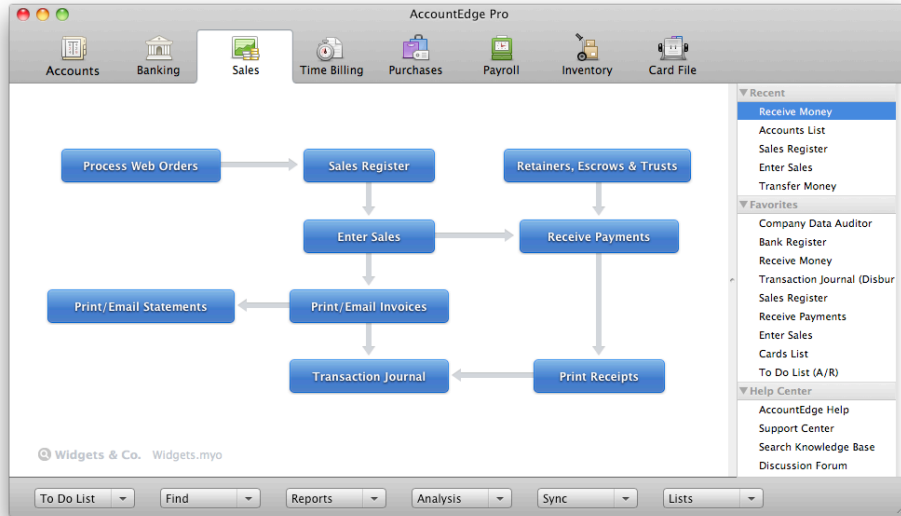 AccountEdge Pro
Accounts
Banking
Sales
Time Billing
Purchases
Payroll
Inventory
Card File
Process Web Orders
Sales Register
Retainers, Escrows & Trusts
Enter Sales
Receive Payments
Print/Email Statements
Print/Email Invoices
Transaction Journal
Print Receipts
Widgets & Co. Widgets.myo
Recent
Receive Money
Accounts List
Sales Register
Enter Sales
Transfer Money
Favorites
Company Data Auditor
Bank Register
Receive Money
Transaction Journal (Disbur
Sales Register
Receive Payments
Enter Sales
Cards List
To Do List (A/R)
Help Center
AccountEdge Help
Support Center
Search Knowledge Base
Discussion Forum
To Do List
Find
Reports
Analysis
Sync
Lists